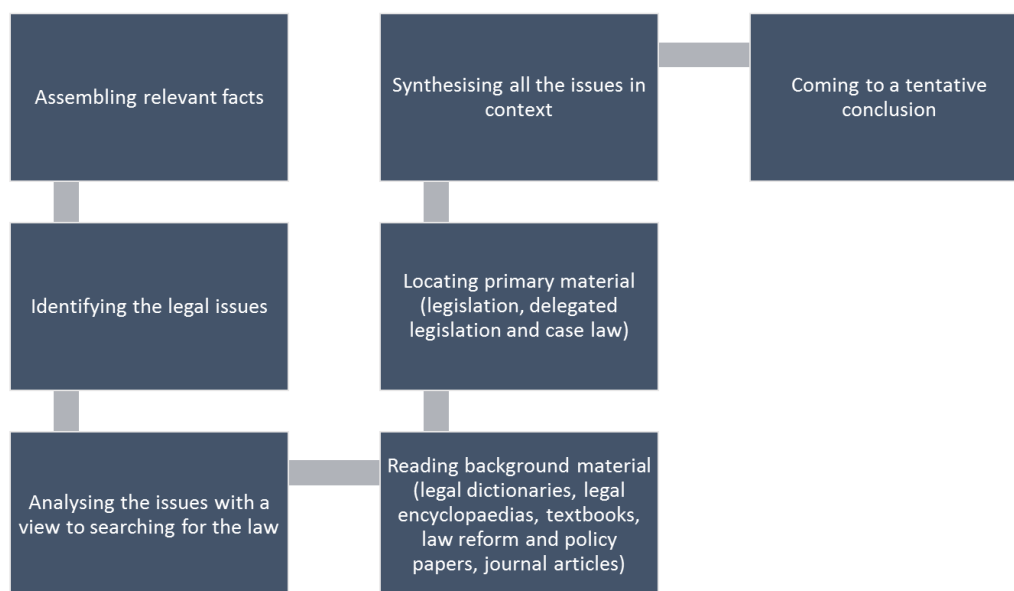 Assembling relevant facts
Identifying the legal issues
Analysing the issues with a
view to searching for the law
Reading background material
(legal dictionaries, legal
encyclopaedias, textbooks,
law reform and policy
papers, journal articles)
Locating primary material
(legislation, delegated
legislation and case law)
Synthesising all the issues in
context
Coming to a tentative
conclusion